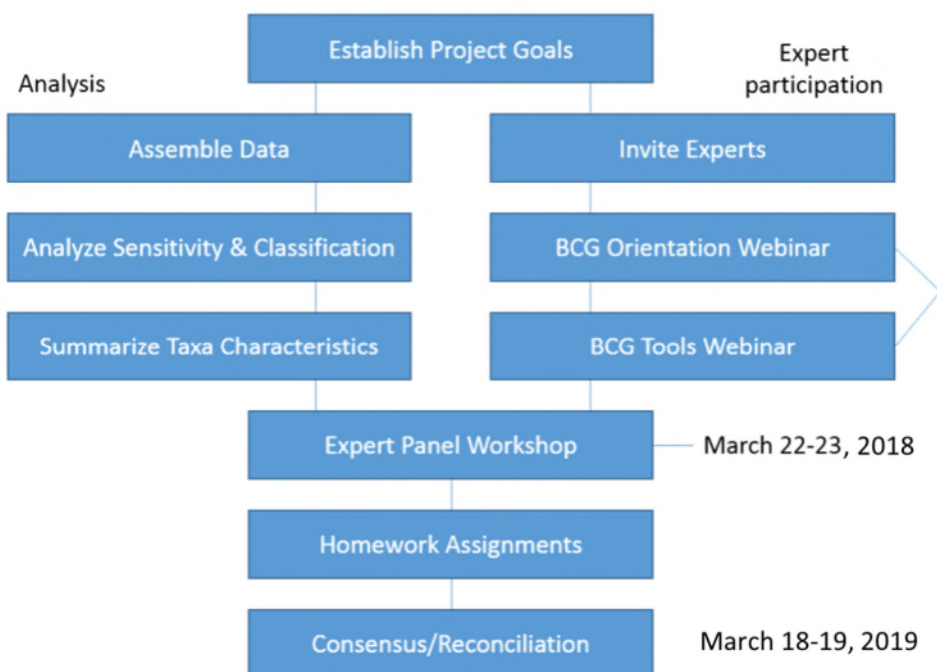 Establish Project Goals
Analysis
Expert
participation
Assemble Data
Invite Experts
Analyze Sensitivity & Classification
BCG Orientation Webinar
Summarize Taxa Characteristics
BCG Tools Webinar
Expert Panel Workshop
March 22-23, 2018
Homework Assignments
Consensus/Reconciliation
March 18-19, 2019